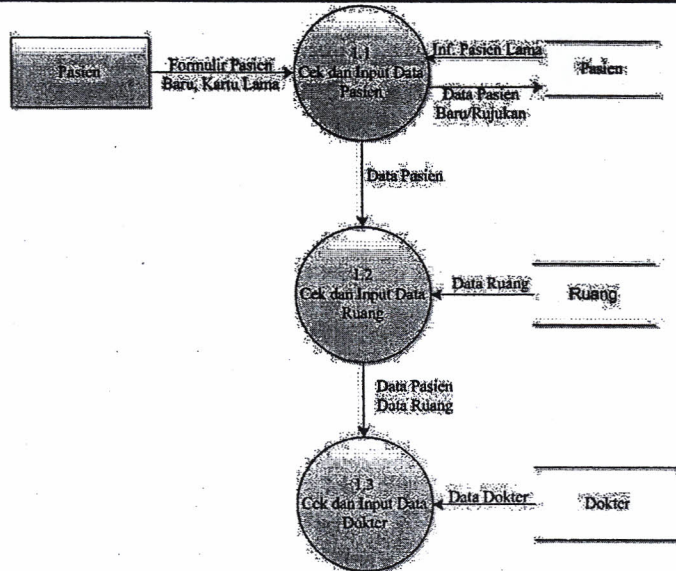 Pasien
Formulir Pasien
Baru, Kartu Lama
1.1
Cek dan Input Data
Pasien
Inf. Pasien Lama
Data Pasien
Baru/Rujukan
Pasien
Data Pasien
1.2
Cek dan Input Data
Ruang
Data Ruang
Ruang
Data Pasien
Data Ruang
1.3
Cek dan Input Data
Dokter
Data Dokter
Dokter